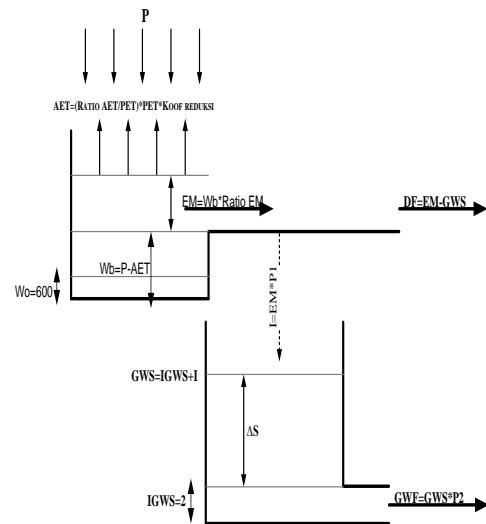 P
AET=(RATIO AET/PET)*PET*KOOF REDUKSI
EM=Wb*Ratio EM
DF=EM-GWS
Wb=P-AET
Wo=600
I=EM*P1
GWS=IGWS+I
ΔS
IGWS=2
GWF=GWS*P2